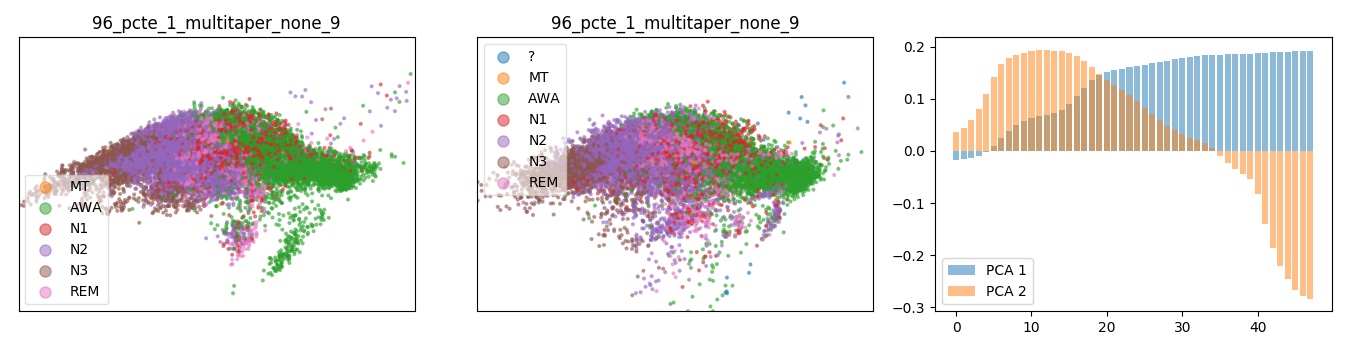 96_pcte_1_multitaper_none_9
MT
AWA
N1
N2
N3
REM
96_pcte_1_multitaper_none_9
?
MT
AWA
N1
N2
N3
REM
0.2
0.1
0.0
−0.1
−0.2
−0.3
PCA 1
PCA 2
0 10 20 30 40